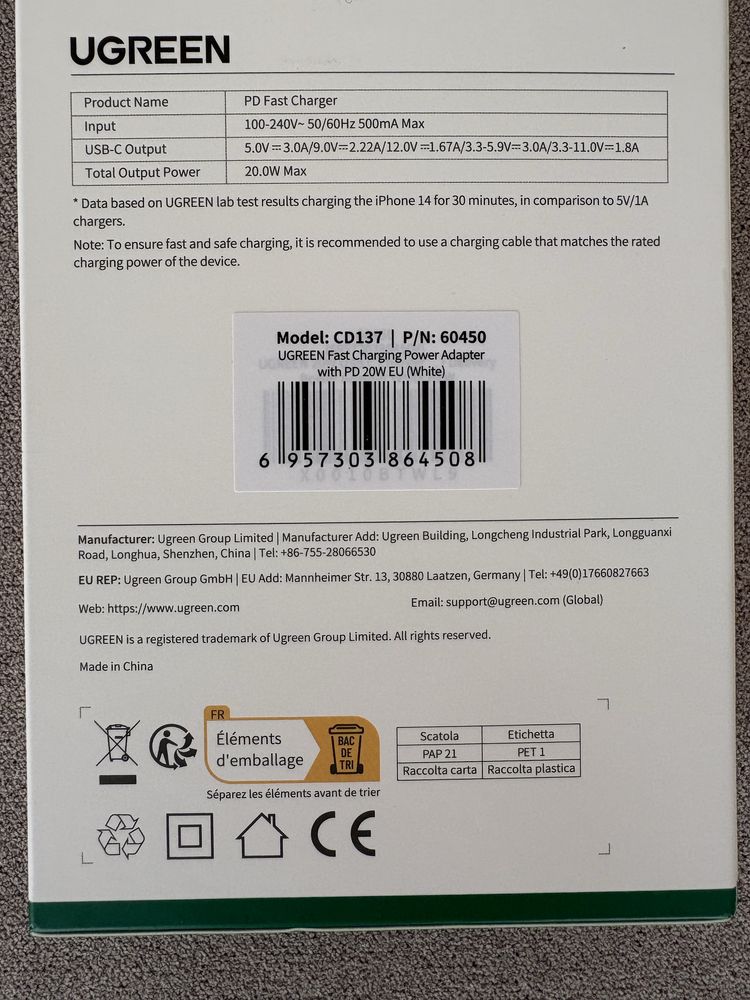 UGREEN
Product Name PD Fast Charger
Input 100-240V~ 50/60Hz 500mA Max
USB-C Output 5.0V⎓3.0A/9.0V⎓2.22A/12.0V⎓1.67A/3.3-5.9V⎓3.0A/3.3-11.0V⎓1.8A
Total Output Power 20.0W Max
* Data based on UGREEN lab test results charging the iPhone 14 for 30 minutes, in comparison to 5V/1A
chargers.
Note: To ensure fast and safe charging, it is recommended to use a charging cable that matches the rated
charging power of the device.
Model: CD137 | P/N: 60450
UGREEN Fast Charging Power Adapter
with PD 20W EU (White)
6 957303 864508
Manufacturer: Ugreen Group Limited | Manufacturer Add: Ugreen Building, Longcheng Industrial Park, Longguanxi
Road, Longhua, Shenzhen, China | Tel: +86-755-28066530
EU REP: Ugreen Group GmbH | EU Add: Mannheimer Str. 13, 30880 Laatzen, Germany | Tel: +49(0)17660827663
Web: https://www.ugreen.com Email: support@ugreen.com (Global)
UGREEN is a registered trademark of Ugreen Group Limited. All rights reserved.
Made in China
FR
Éléments
d'emballage
BAC
DE
TRI
Séparez les éléments avant de trier
Scatola Etichetta
PAP 21 PET 1
Raccolta carta Raccolta plastica
CE